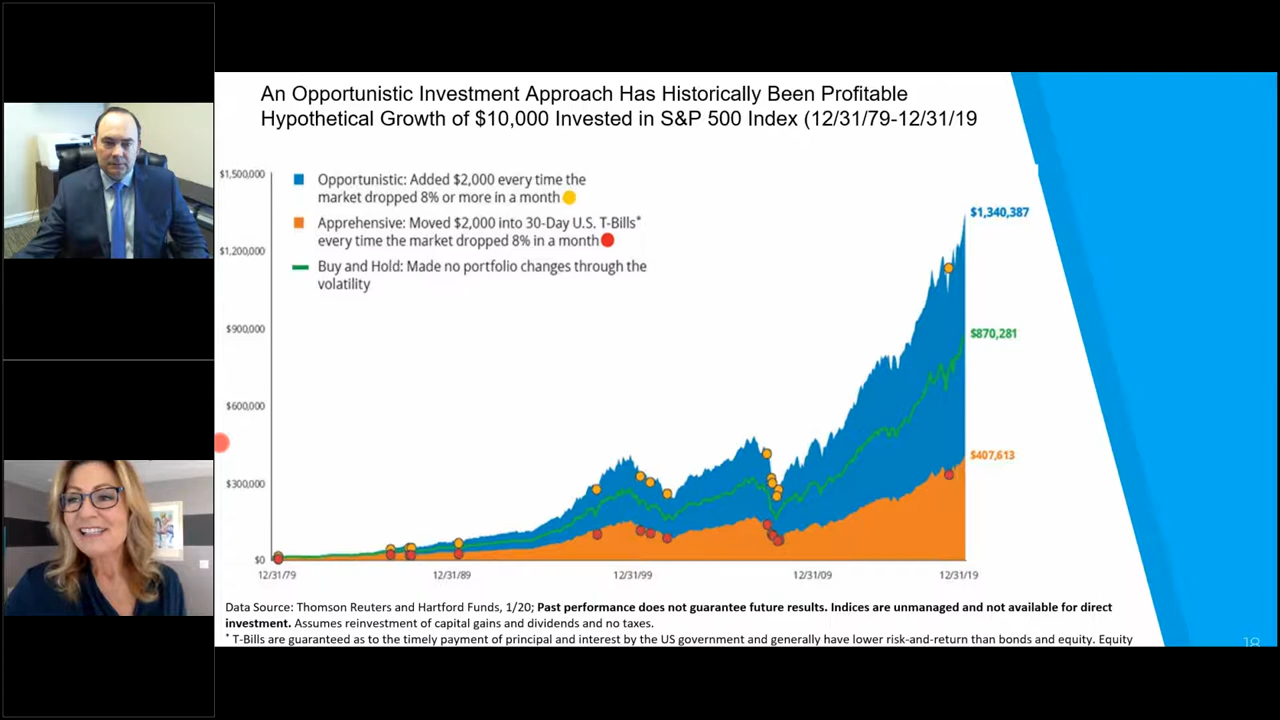 An Opportunistic Investment Approach Has Historically Been Profitable
Hypothetical Growth of $10,000 Invested in S&P 500 Index (12/31/79-12/31/19
$1,500,000
$1,200,000
$900,000
$600,000
$300,000
$0
Opportunistic: Added $2,000 every time the
market dropped 8% or more in a month
Apprehensive: Moved $2,000 into 30-Day U.S. T-Bills*
every time the market dropped 8% in a month
Buy and Hold: Made no portfolio changes through the
volatility
$1,340,387
$870,281
$407,613
12/31/79
12/31/89
12/31/99
12/31/09
12/31/19
Data Source: Thomson Reuters and Hartford Funds, 1/20; Past performance does not guarantee future results. Indices are unmanaged and not available for direct
investment. Assumes reinvestment of capital gains and dividends and no taxes.
* T-Bills are guaranteed as to the timely payment of principal and interest by the US government and generally have lower risk-and-return than bonds and equity. Equity
18